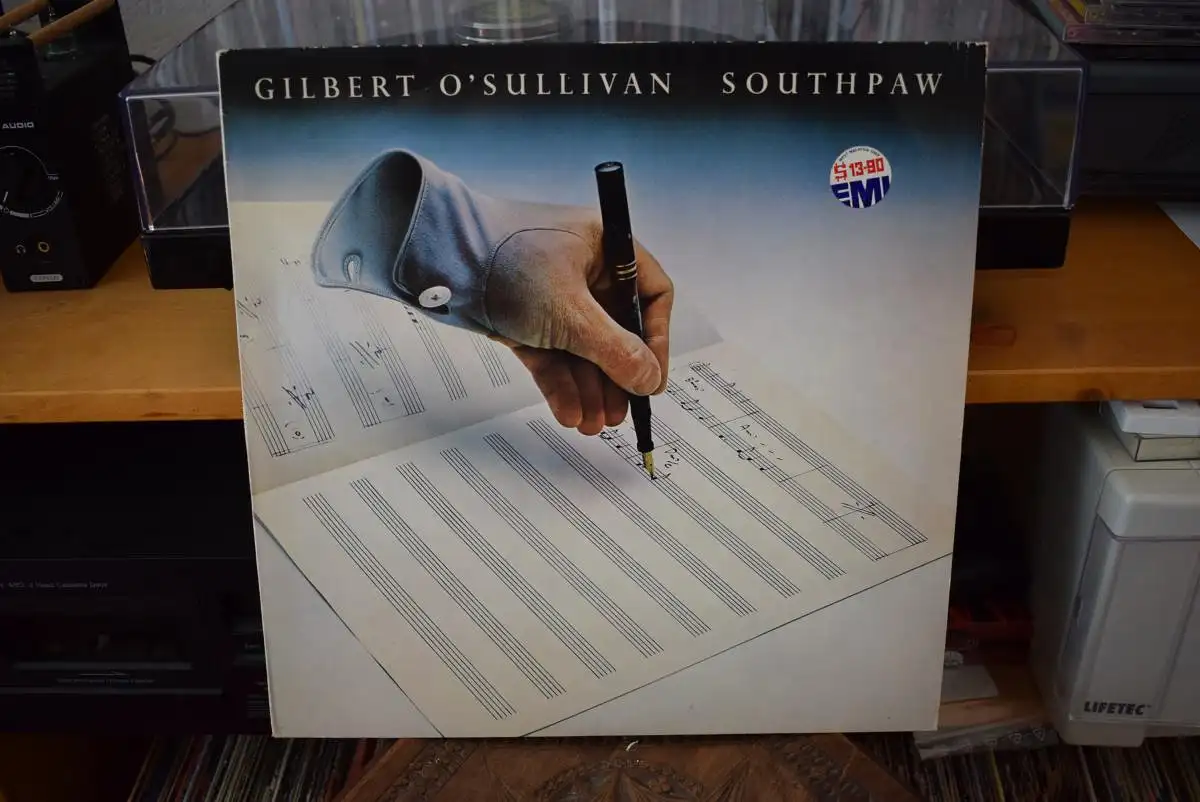 GILBERT O'SULLIVAN SOUTHPAW
AUDIO
13-90
EMI
LIFETEC